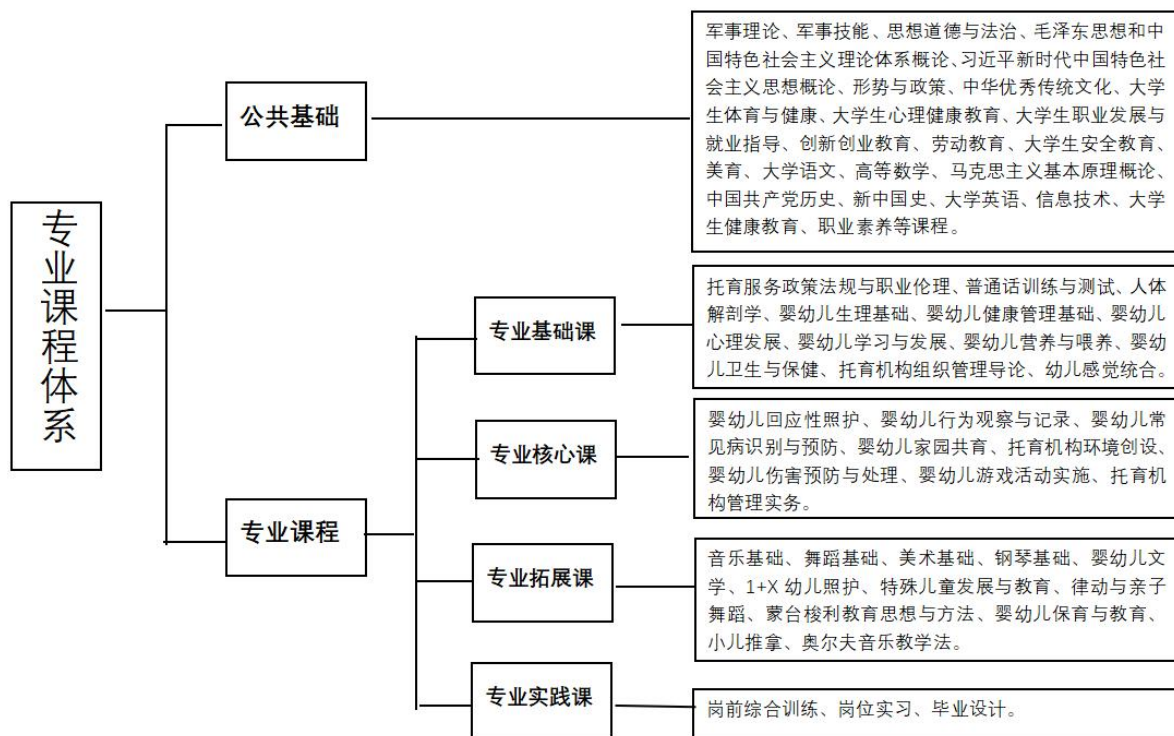 专业课程体系
公共基础
军事理论、军事技能、思想道德与法治、毛泽东思想和中
国特色社会主义理论体系概论、习近平新时代中国特色社
会主义思想概论、形势与政策、中华优秀传统文化、大学
生体育与健康、大学生心理健康教育、大学生职业发展与
就业指导、创新创业教育、劳动教育、大学生安全教育、
美育、大学语文、高等数学、马克思主义基本原理概论、
中国共产党历史、新中国史、大学英语、信息技术、大学
生健康教育、职业素养等课程。
专业课程
专业基础课
托育服务政策法规与职业伦理、普通话训练与测试、人体
解剖学、婴幼儿生理基础、婴幼儿健康管理基础、婴幼儿
心理发展、婴幼儿学习与发展、婴幼儿营养与喂养、婴幼
儿卫生与保健、托育机构组织管理导论、幼儿感觉统合。
专业核心课
婴幼儿回应性照护、婴幼儿行为观察与记录、婴幼儿常
见病识别与预防、婴幼儿家园共育、托育机构环境创设、
婴幼儿伤害预防与处理、婴幼儿游戏活动实施、托育机
构管理实务。
专业拓展课
音乐基础、舞蹈基础、美术基础、钢琴基础、婴幼儿文
学、1+X 幼儿照护、特殊儿童发展与教育、律动与亲子
舞蹈、蒙台梭利教育思想与方法、婴幼儿保育与教育、
小儿推拿、奥尔夫音乐教学法。
专业实践课
岗前综合训练、岗位实习、毕业设计。